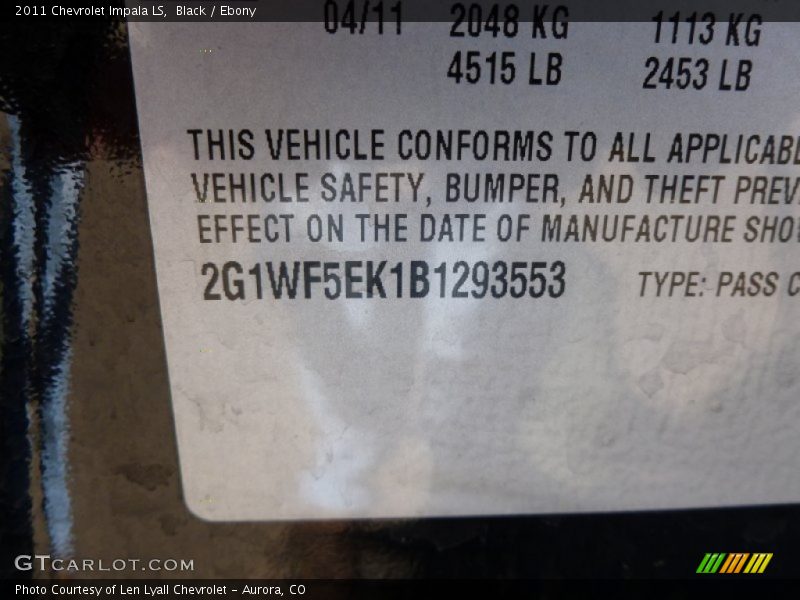 2011 Chevrolet Impala LS, Black / Ebony
04/11 2048 KG 1113 KG
4515 LB 2453 LB
THIS VEHICLE CONFORMS TO ALL APPLICABL
VEHICLE SAFETY, BUMPER, AND THEFT PREV
EFFECT ON THE DATE OF MANUFACTURE SHO
2G1WF5EK1B1293553 TYPE: PASS C
GTCARLOT.COM
Photo Courtesy of Len Lyall Chevrolet - Aurora, CO